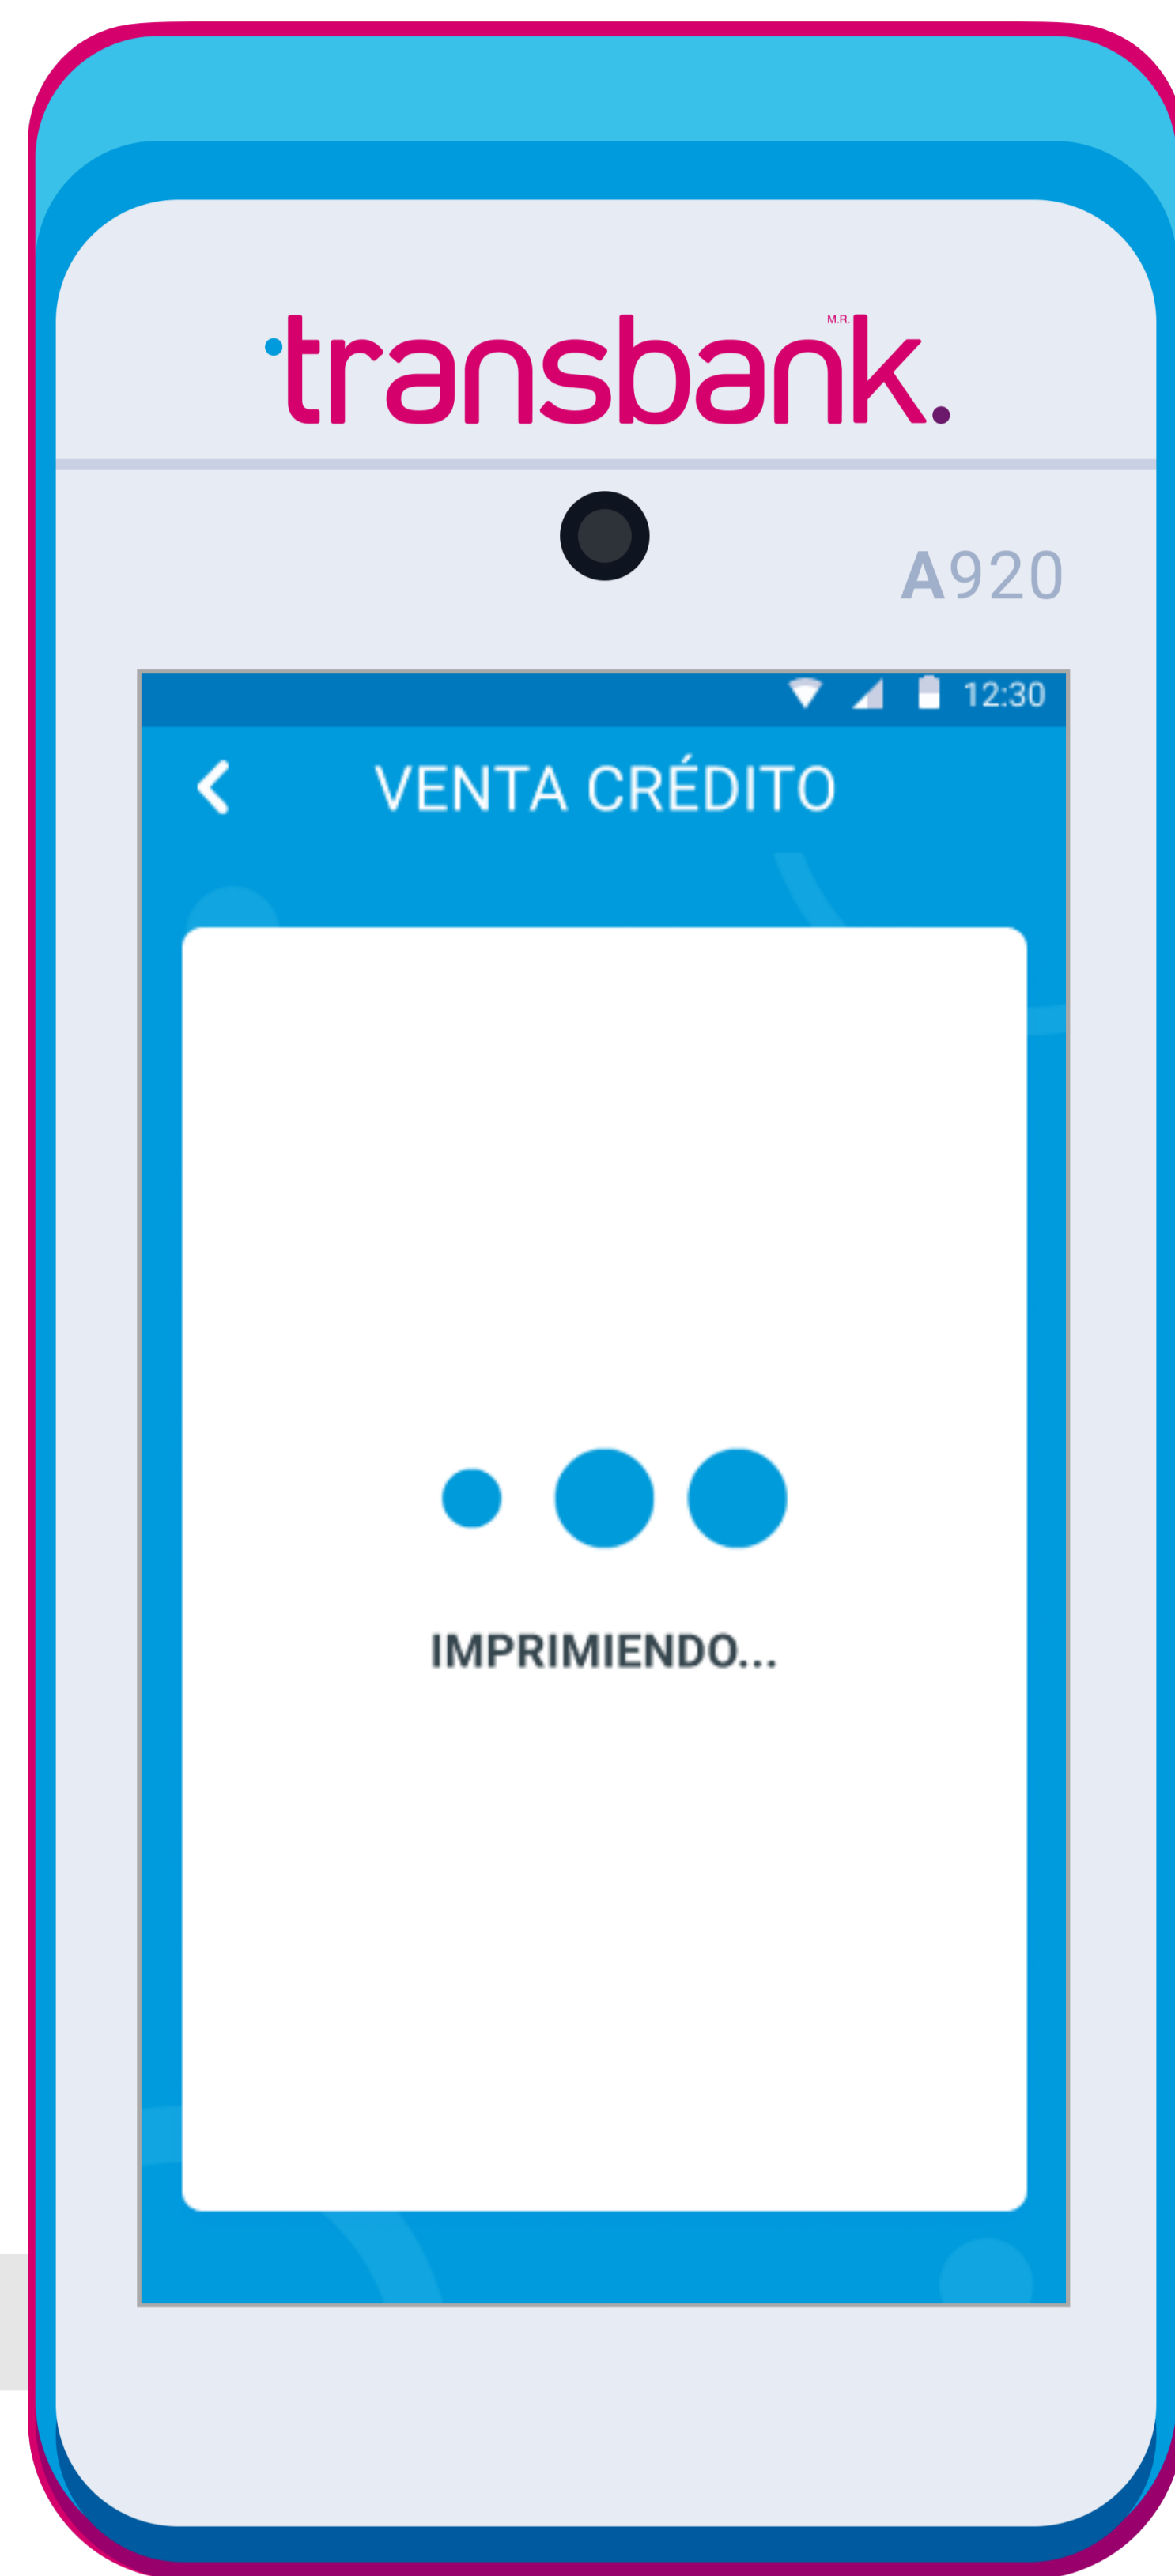 transbank.
M.R.
A920
12:30
VENTA CRÉDITO
IMPRIMIENDO...